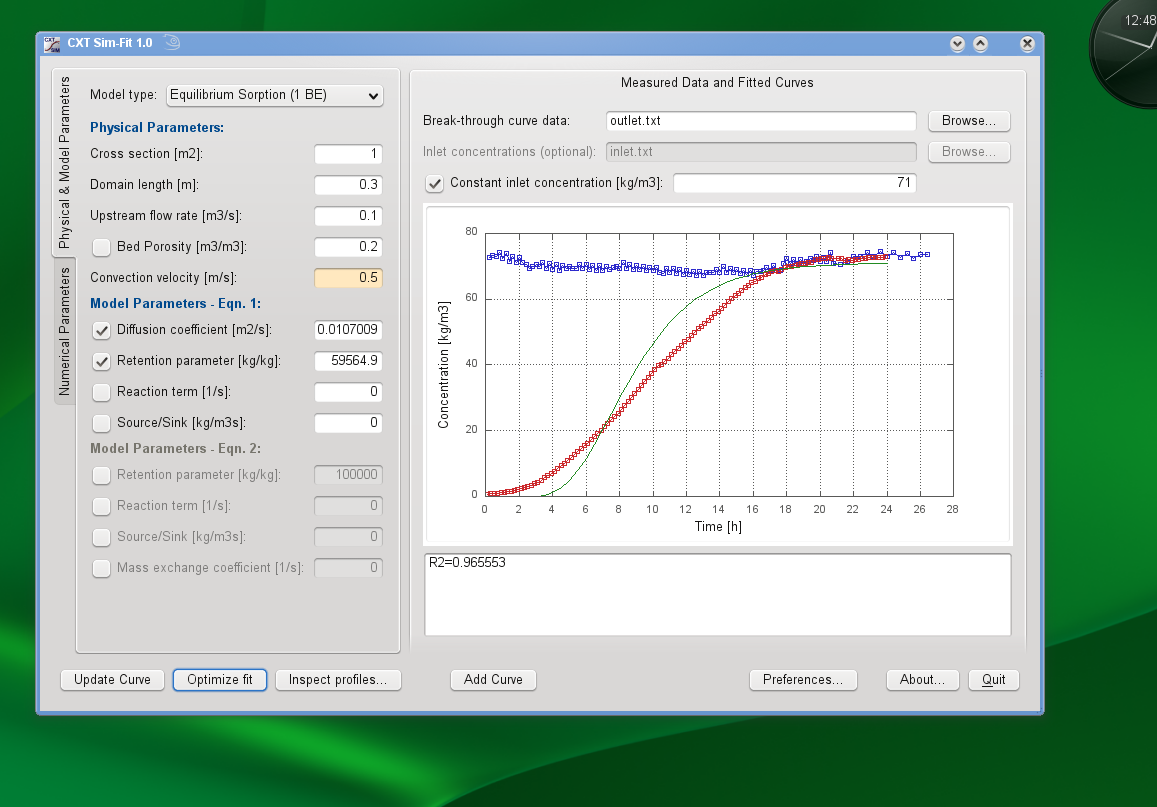 12:48
CXT Sim-Fit 1.0
Physical & Model Parameters
Numerical Parameters
Model type: Equilibrium Sorption (1 BE)
Physical Parameters:
Cross section [m2]: 1
Domain length [m]: 0.3
Upstream flow rate [m3/s]: 0.1
Bed Porosity [m3/m3]: 0.2
Convection velocity [m/s]: 0.5
Model Parameters - Eqn. 1:
Diffusion coefficient [m2/s]: 0.0107009
Retention parameter [kg/kg]: 59564.9
Reaction term [1/s]: 0
Source/Sink [kg/m3s]: 0
Model Parameters - Eqn. 2:
Retention parameter [kg/kg]: 100000
Reaction term [1/s]: 0
Source/Sink [kg/m3s]: 0
Mass exchange coefficient [1/s]: 0
Measured Data and Fitted Curves
Break-through curve data: outlet.txt Browse...
Inlet concentrations (optional): inlet.txt Browse...
Constant inlet concentration [kg/m3]: 71
Concentration [kg/m3]
80
60
40
20
0
0 2 4 6 8 10 12 14 16 18 20 22 24 26 28
Time [h]
R2=0.965553
Update Curve Optimize fit Inspect profiles... Add Curve Preferences... About... Quit